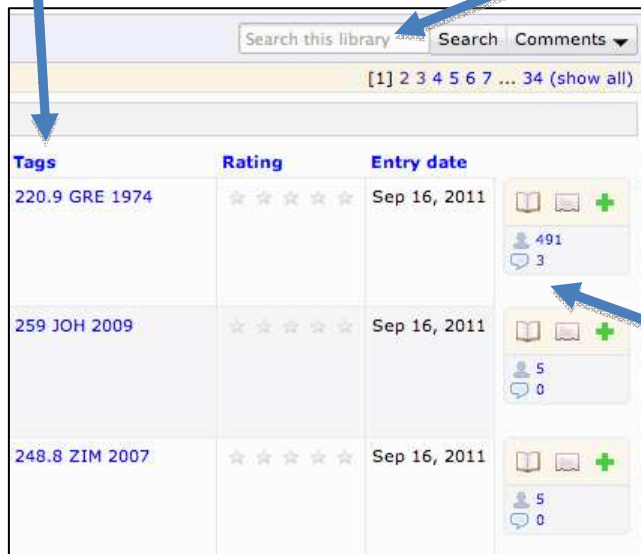 Search this library Search Comments
[1] 2 3 4 5 6 7 ... 34 (show all)
Tags Rating Entry date
220.9 GRE 1974 Sep 16, 2011
491
3
259 JOH 2009 Sep 16, 2011
5
0
248.8 ZIM 2007 Sep 16, 2011
5
0